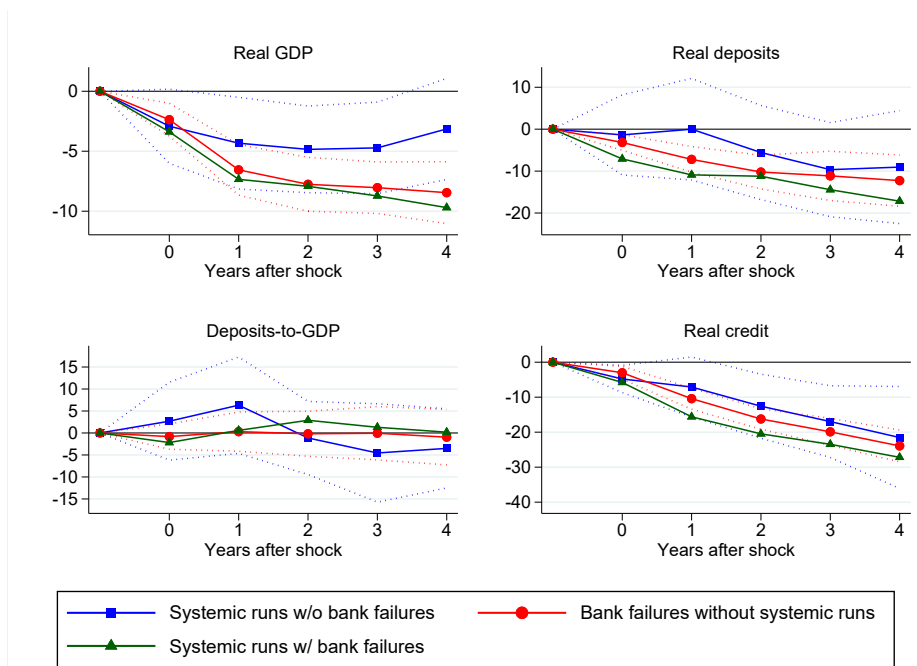 Real GDP
0
-5
-10
0 1 2 3 4
Years after shock
Real deposits
10
0
-10
-20
0 1 2 3 4
Years after shock
Deposits-to-GDP
15
10
5
0
-5
-10
-15
0 1 2 3 4
Years after shock
Real credit
0
-10
-20
-30
-40
0 1 2 3 4
Years after shock
Systemic runs w/o bank failures
Bank failures without systemic runs
Systemic runs w/ bank failures